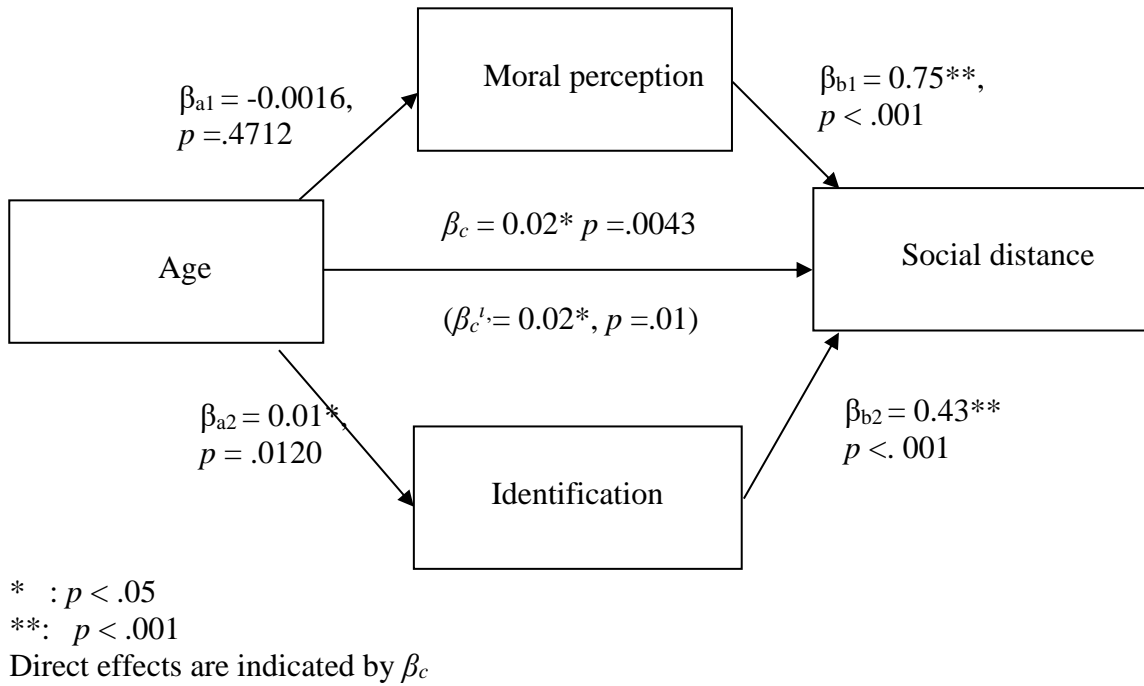 Moral perception
βa1 = -0.0016,
p =.4712
βb1 = 0.75**,
p < .001
Age
βc = 0.02* p =.0043
(βcᶥ,= 0.02*, p =.01)
Social distance
βa2 = 0.01*,
p = .0120
Identification
βb2 = 0.43**
p <. 001
* : p < .05
**: p < .001
Direct effects are indicated by βc